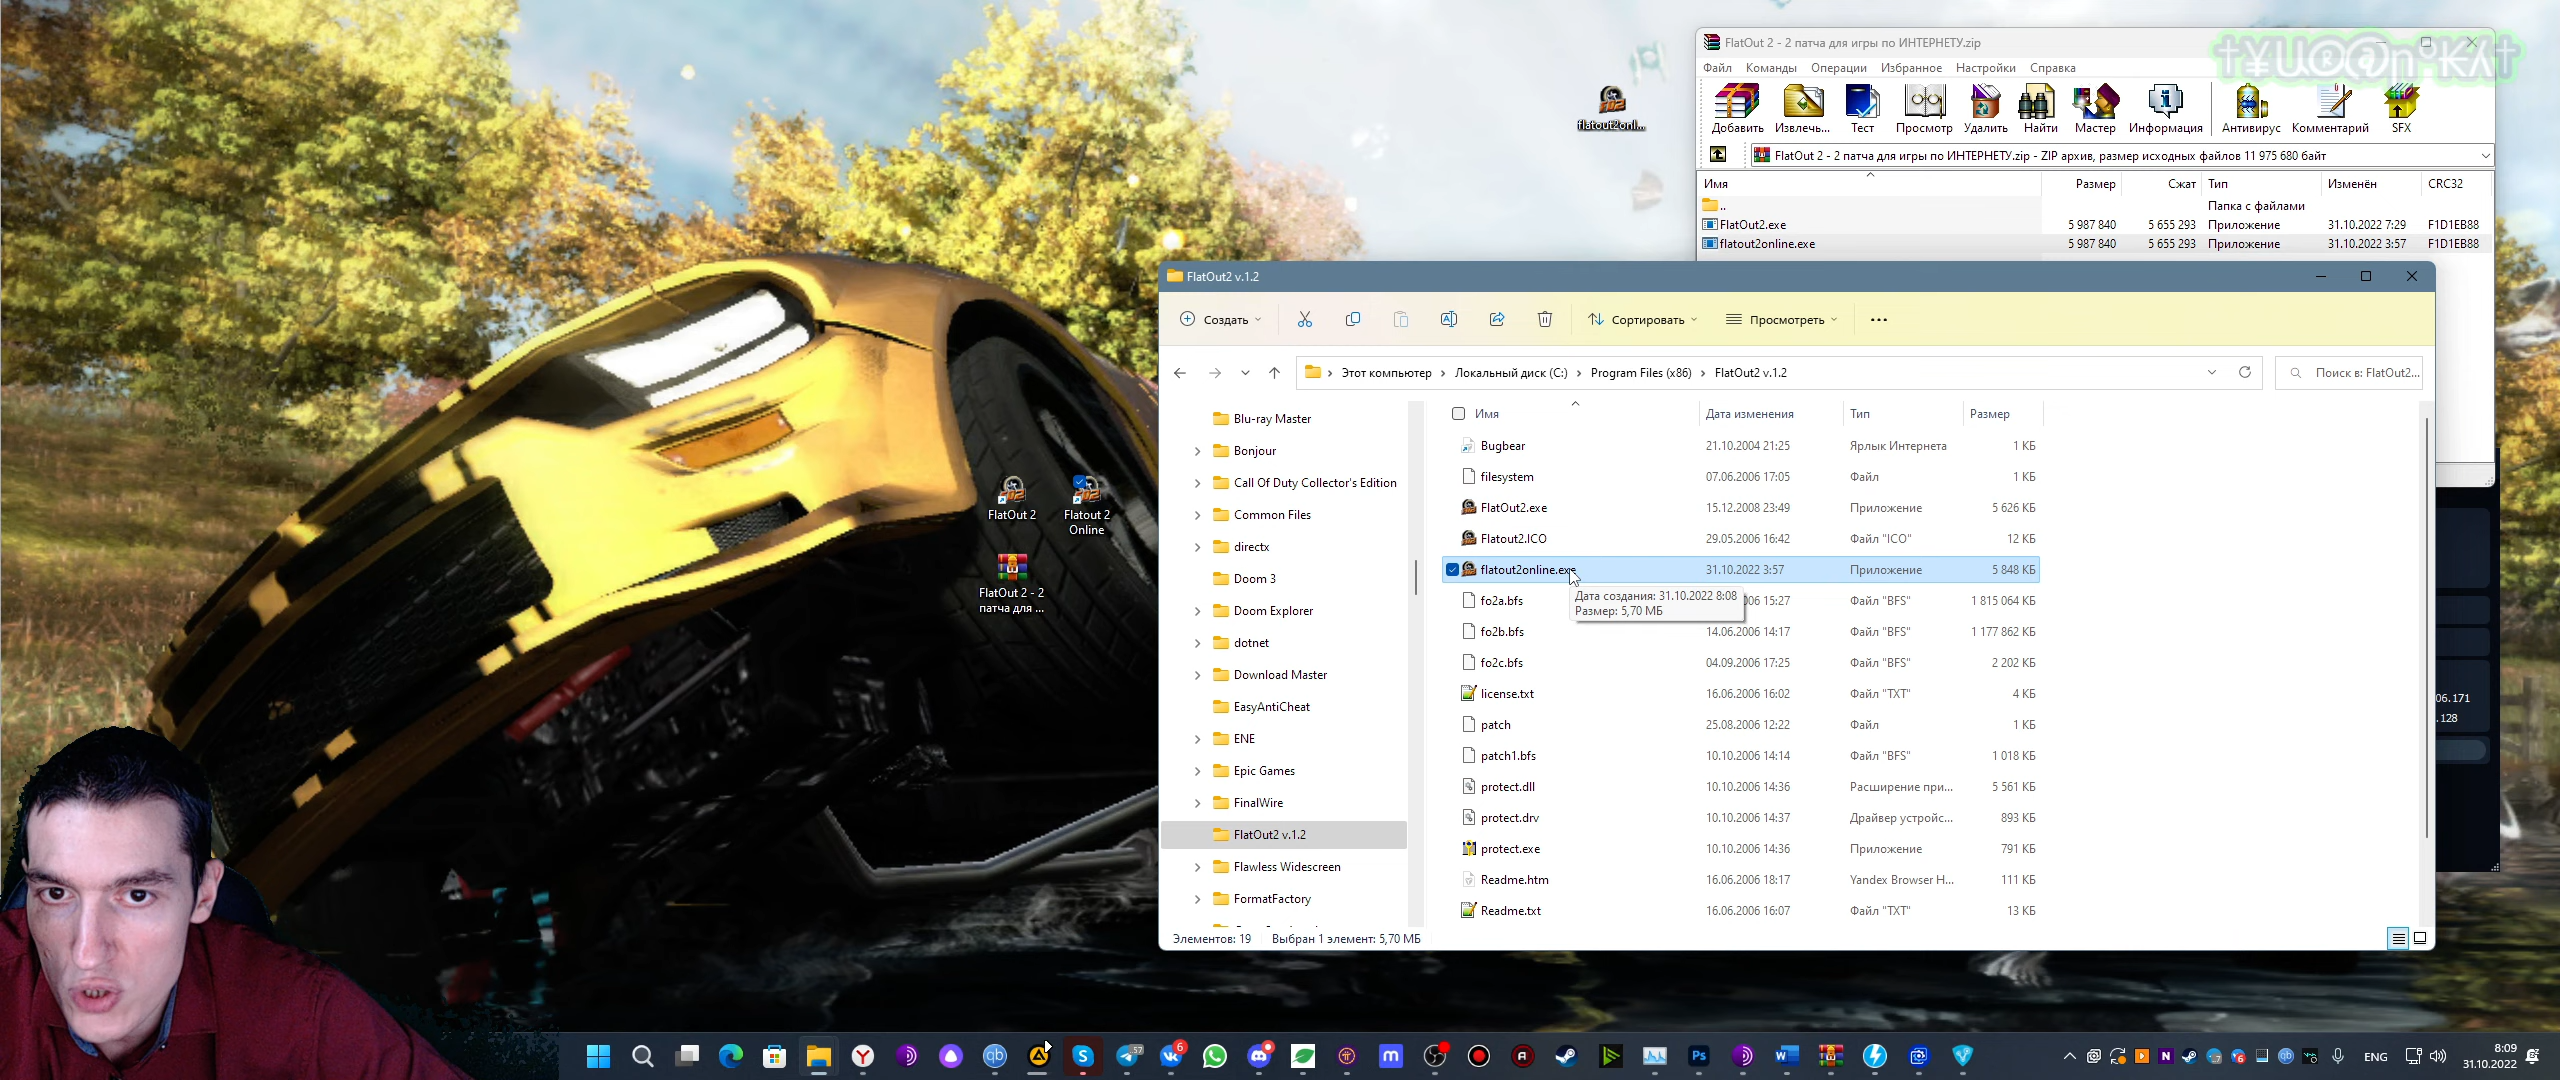 FlatOut 2 - 2 патча для игры по ИНТЕРНЕТУ.zip
Файл Команды Операции Избранное Настройки Справка
Добавить Извлечь... Тест Просмотр Удалить Найти Мастер Информация Антивирус Комментарий SFX
FlatOut 2 - 2 патча для игры по ИНТЕРНЕТУ.zip - ZIP архив, размер исходных файлов 11 975 680 байт
Имя Размер Сжат Тип Изменён CRC32
.. Папка с файлами
FlatOut2.exe 5 987 840 5 655 293 Приложение 31.10.2022 7:29 F1D1EB88
flatout2online.exe 5 987 840 5 655 293 Приложение 31.10.2022 3:57 F1D1EB88
flatout2onl...
FlatOut 2
Flatout 2
Online
FlatOut 2 - 2
патча для ...
FlatOut2 v.1.2
Создать Сортировать Просмотреть
Этот компьютер Локальный диск (C:) Program Files (x86) FlatOut2 v.1.2
Поиск в: FlatOut2...
Blu-ray Master
Bonjour
Call Of Duty Collector's Edition
Common Files
directx
Doom 3
Doom Explorer
dotnet
Download Master
EasyAntiCheat
ENE
Epic Games
FinalWire
FlatOut2 v.1.2
Flawless Widescreen
FormatFactory
Имя Дата изменения Тип Размер
Bugbear 21.10.2004 21:25 Ярлык Интернета 1 КБ
filesystem 07.06.2006 17:05 Файл 1 КБ
FlatOut2.exe 15.12.2008 23:49 Приложение 5 626 КБ
Flatout2.ICO 29.05.2006 16:42 Файл "ICO" 12 КБ
flatout2online.exe 31.10.2022 3:57 Приложение 5 848 КБ
Дата создания: 31.10.2022 8:08
Размер: 5,70 МБ
fo2a.bfs 15:27 Файл "BFS" 1 815 064 КБ
fo2b.bfs 14.06.2006 14:17 Файл "BFS" 1 177 862 КБ
fo2c.bfs 04.09.2006 17:25 Файл "BFS" 2 202 КБ
license.txt 16.06.2006 16:02 Файл "TXT" 4 КБ
patch 25.08.2006 12:22 Файл 1 КБ
patch1.bfs 10.10.2006 14:14 Файл "BFS" 1 018 КБ
protect.dll 10.10.2006 14:36 Расширение при... 5 561 КБ
protect.drv 10.10.2006 14:37 Драйвер устройс... 893 КБ
protect.exe 10.10.2006 14:36 Приложение 791 КБ
Readme.htm 16.06.2006 18:17 Yandex Browser H... 111 КБ
Readme.txt 16.06.2006 16:07 Файл "TXT" 13 КБ
Элементов: 19 Выбран 1 элемент: 5,70 МБ
06.171
.128
57
6
ENG
8:09
31.10.2022